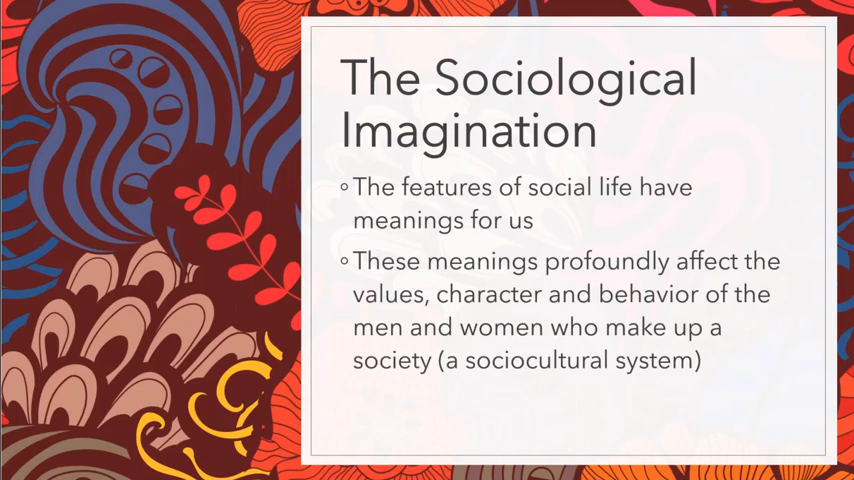 The Sociological
Imagination
◦The features of social life have
meanings for us
◦These meanings profoundly affect the
values, character and behavior of the
men and women who make up a
society (a sociocultural system)